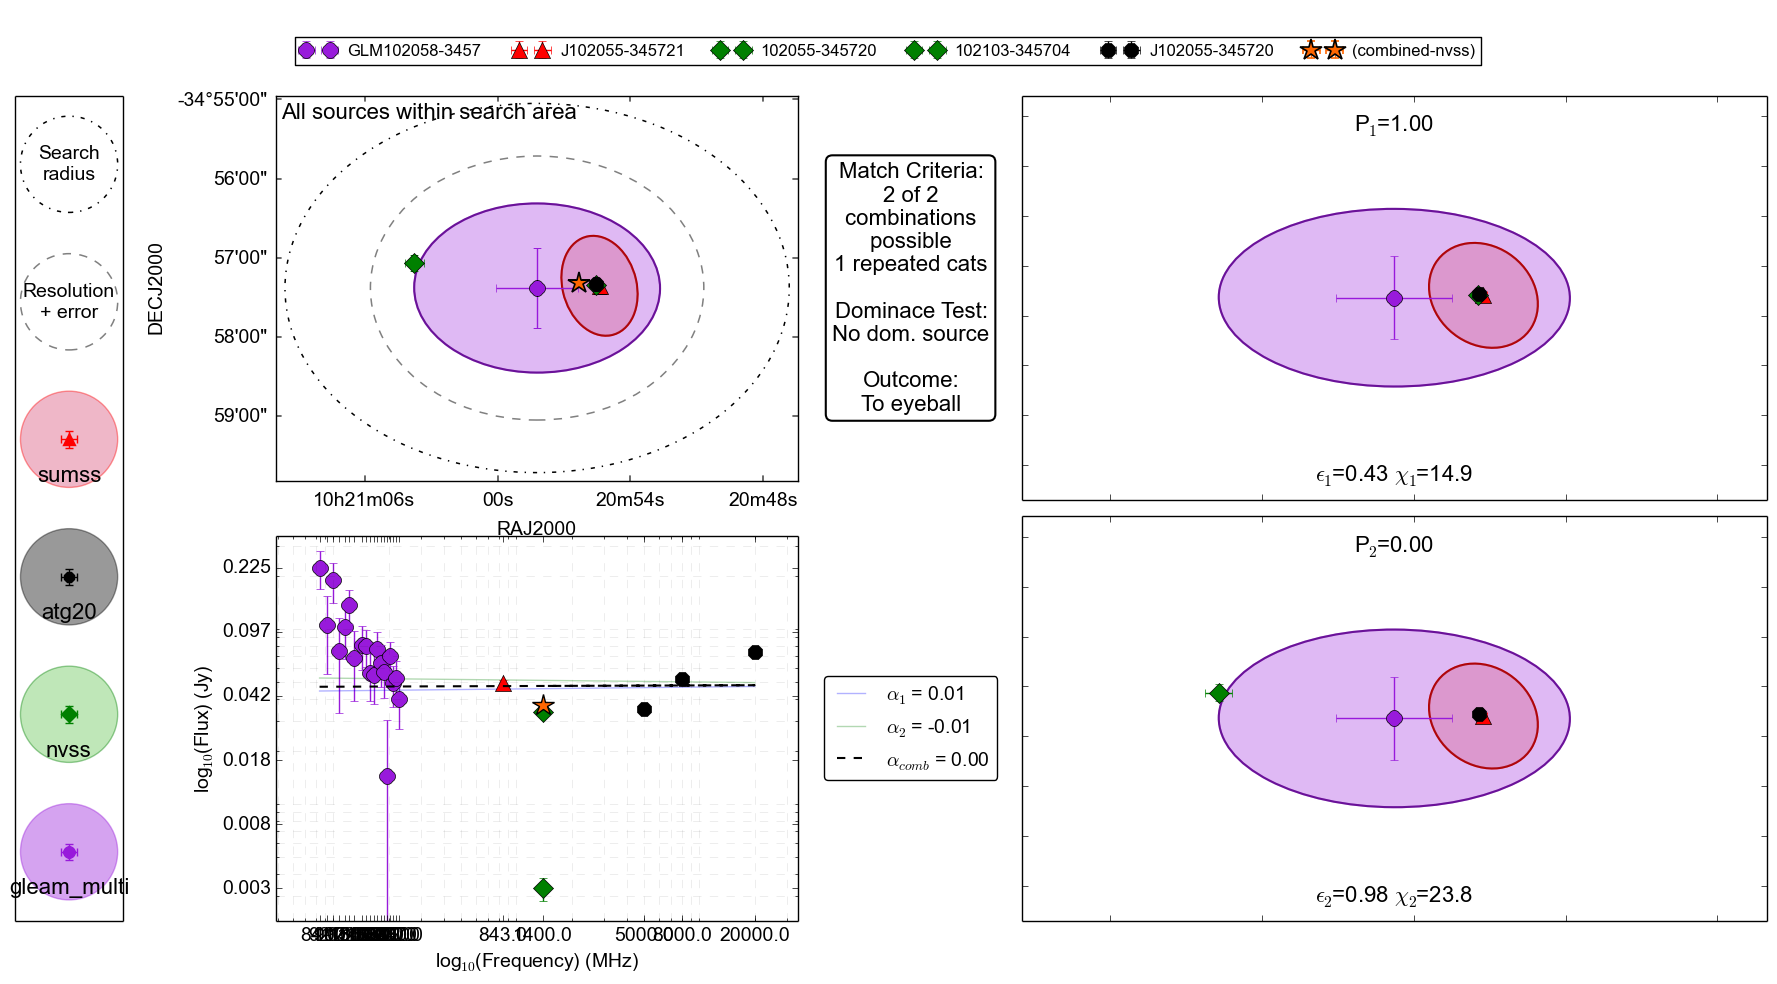 GLM102058-3457 J102055-345721 102055-345720 102103-345704 J102055-345720 (combined-nvss)
Search
radius
Resolution
+ error
sumss
atg20
nvss
gleam_multi
All sources within search area
DECJ2000
-34°55'00"
56'00"
57'00"
58'00"
59'00"
10h21m06s 00s 20m54s 20m48s
RAJ2000
Match Criteria:
2 of 2
combinations
possible
1 repeated cats
Dominace Test:
No dom. source
Outcome:
To eyeball
P1=1.00
ϵ1=0.43 χ1=14.9
log10(Flux) (Jy)
0.225
0.097
0.042
0.018
0.008
0.003
843.0 1400.0 5000.0 8000.0 20000.0
log10(Frequency) (MHz)
α1 = 0.01
α2 = -0.01
αcomb = 0.00
P2=0.00
ϵ2=0.98 χ2=23.8